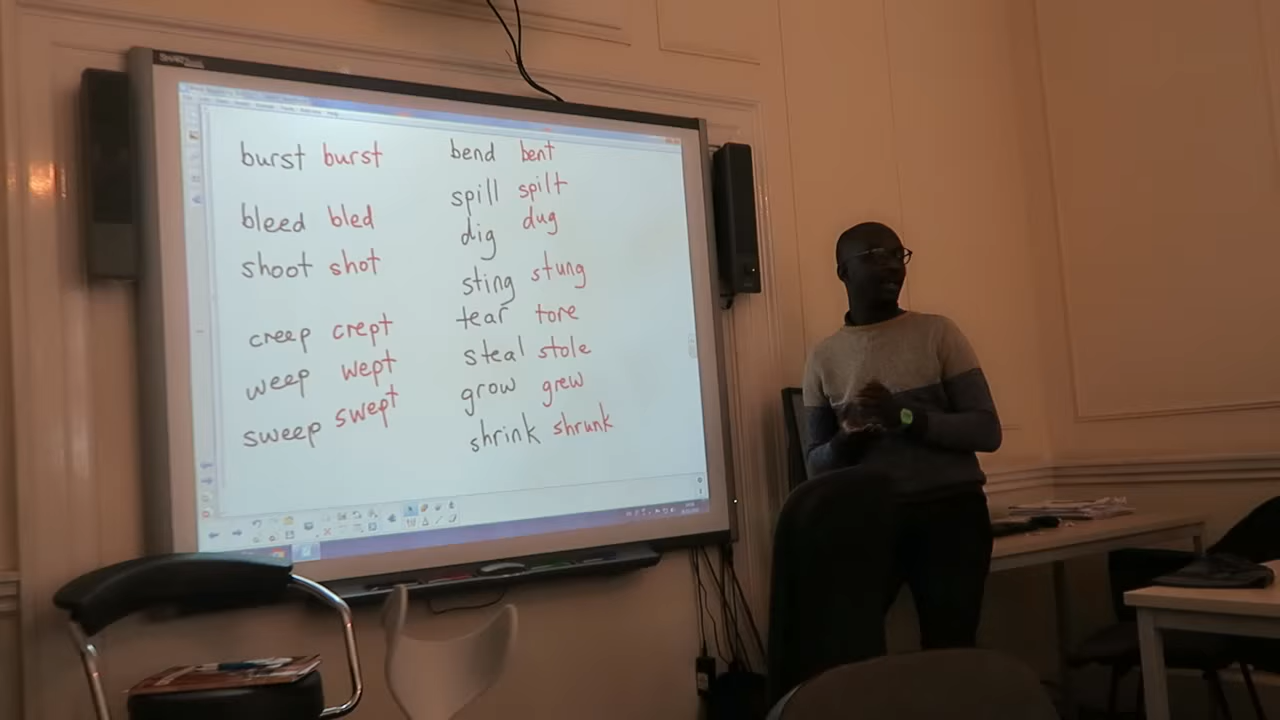 burst burst
bleed bled
shoot shot
creep crept
weep wept
sweep swept
bend bent
spill spilt
dig dug
sting stung
tear tore
steal stole
grow grew
shrink shrunk